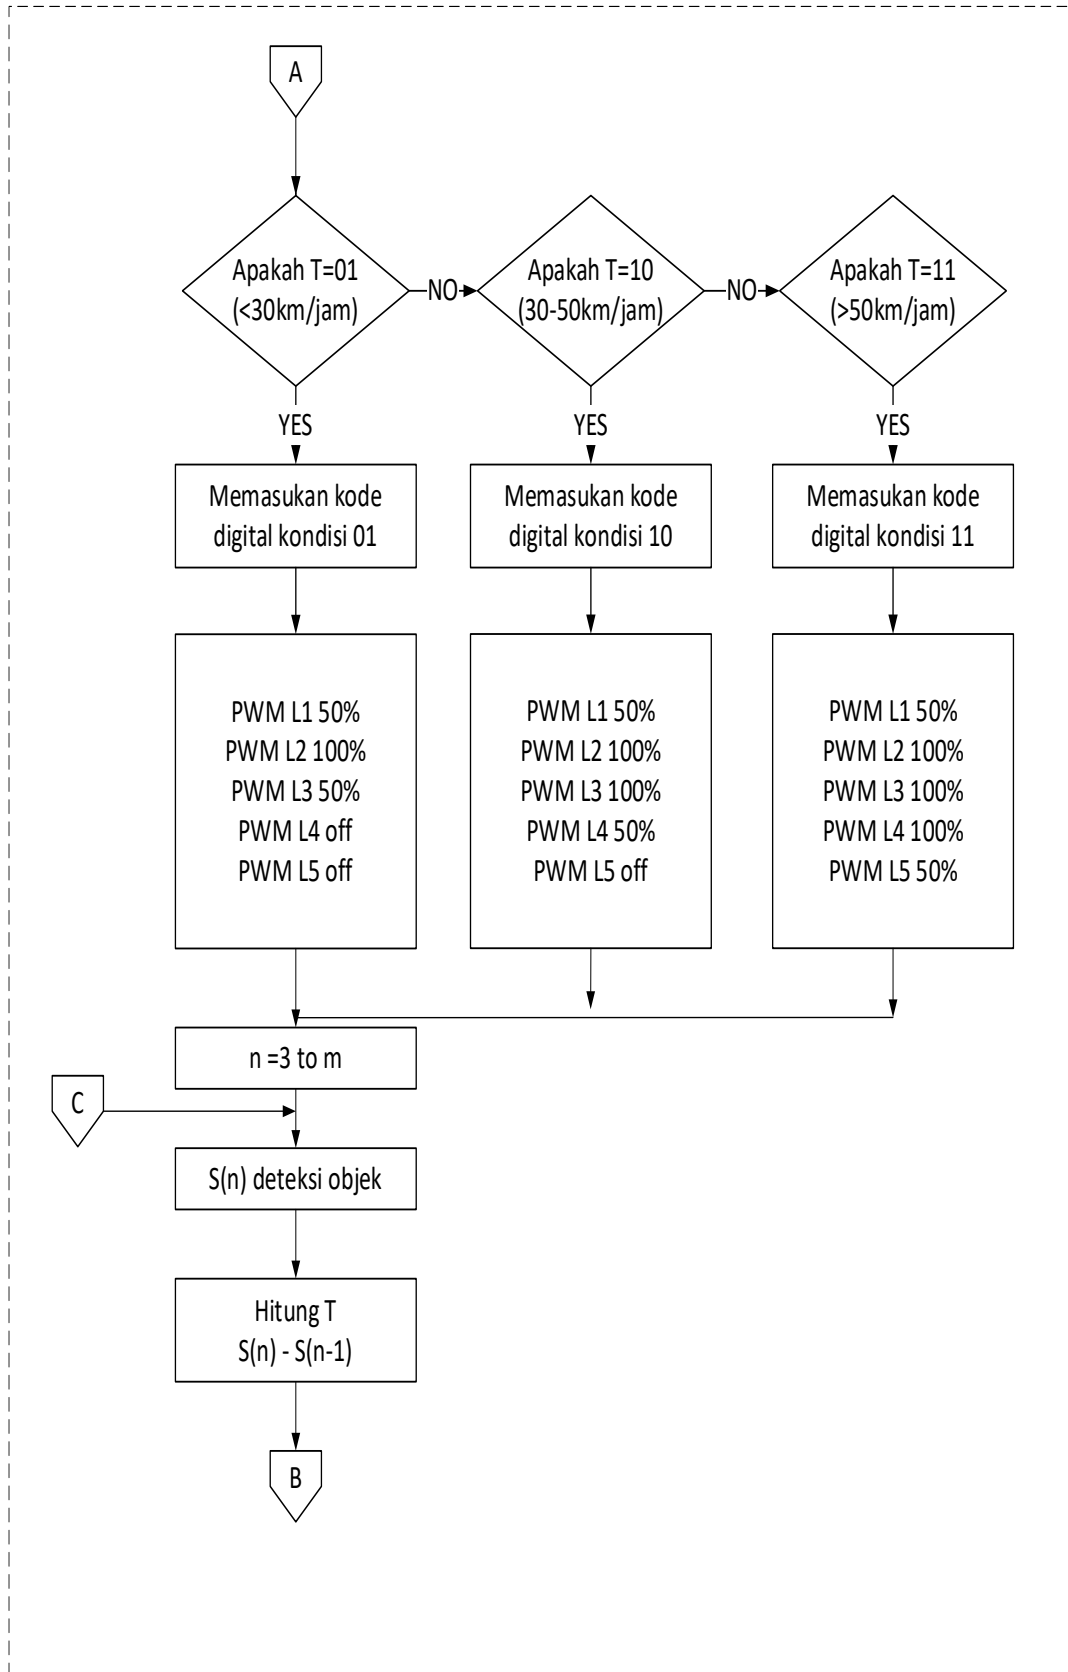 A
Apakah T=01
(<30km/jam)
NO
Apakah T=10
(30-50km/jam)
NO
Apakah T=11
(>50km/jam)
YES
YES
YES
Memasukan kode
digital kondisi 01
Memasukan kode
digital kondisi 10
Memasukan kode
digital kondisi 11
PWM L1 50%
PWM L2 100%
PWM L3 50%
PWM L4 off
PWM L5 off
PWM L1 50%
PWM L2 100%
PWM L3 100%
PWM L4 50%
PWM L5 off
PWM L1 50%
PWM L2 100%
PWM L3 100%
PWM L4 100%
PWM L5 50%
n =3 to m
C
S(n) deteksi objek
Hitung T
S(n) - S(n-1)
B